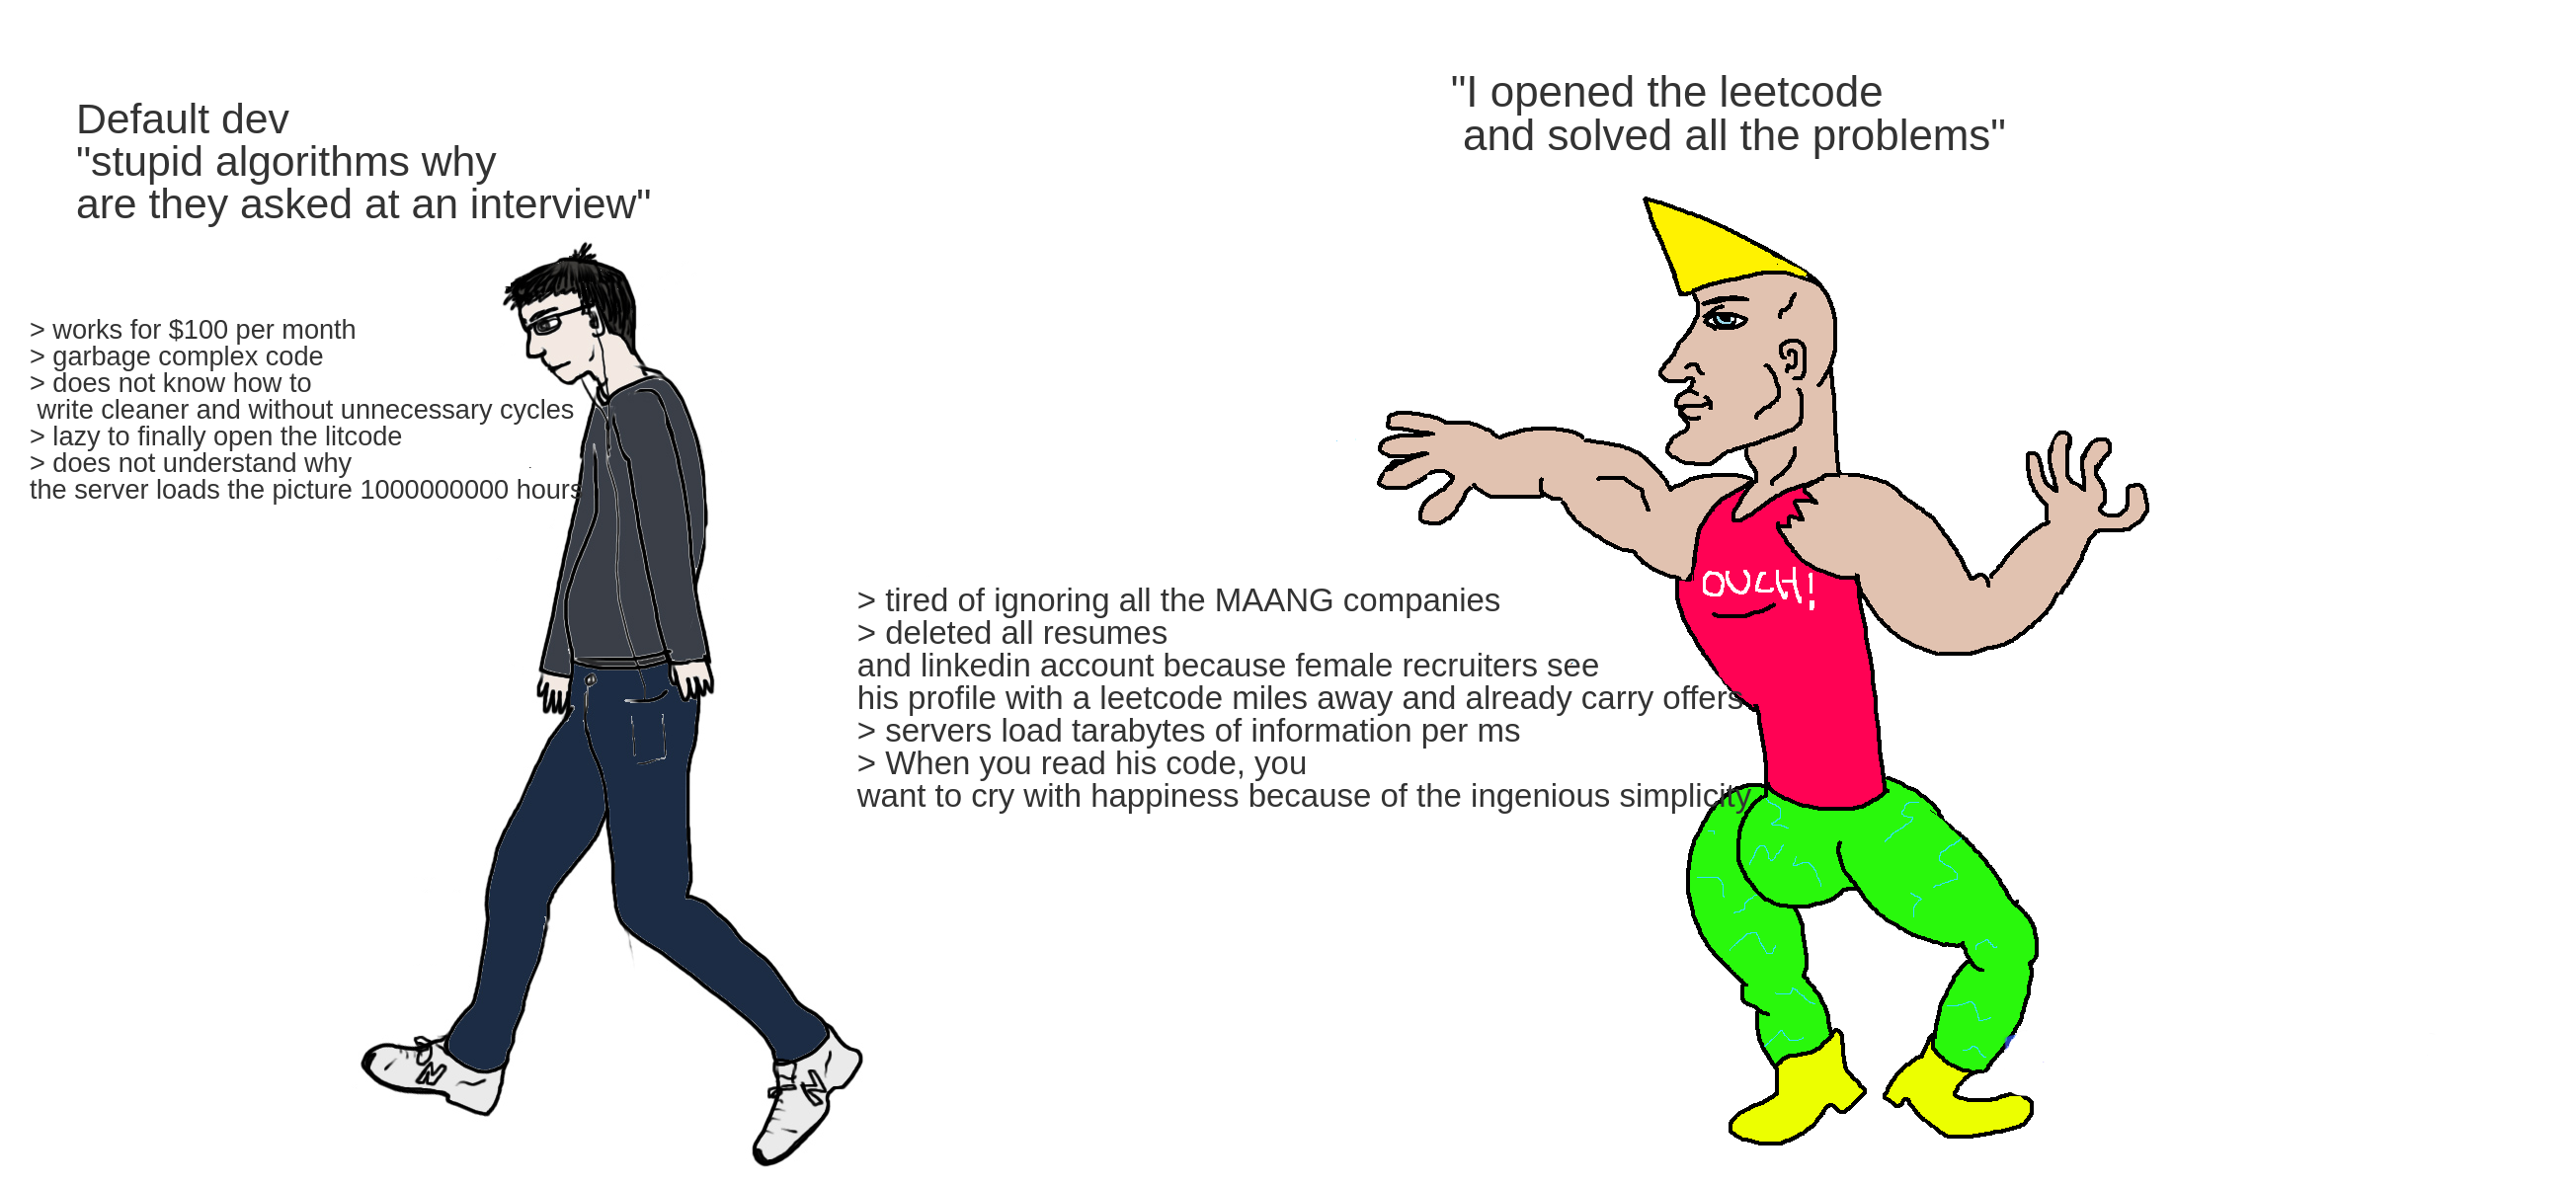 Default dev
"stupid algorithms why
are they asked at an interview"
> works for $100 per month
> garbage complex code
> does not know how to
write cleaner and without unnecessary cycles
> lazy to finally open the litcode
> does not understand why
the server loads the picture 1000000000 hours
"I opened the leetcode
and solved all the problems"
OUCH!
> tired of ignoring all the MAANG companies
> deleted all resumes
and linkedin account because female recruiters see
his profile with a leetcode miles away and already carry offers
> servers load tarabytes of information per ms
> When you read his code, you
want to cry with happiness because of the ingenious simplicity
N
N